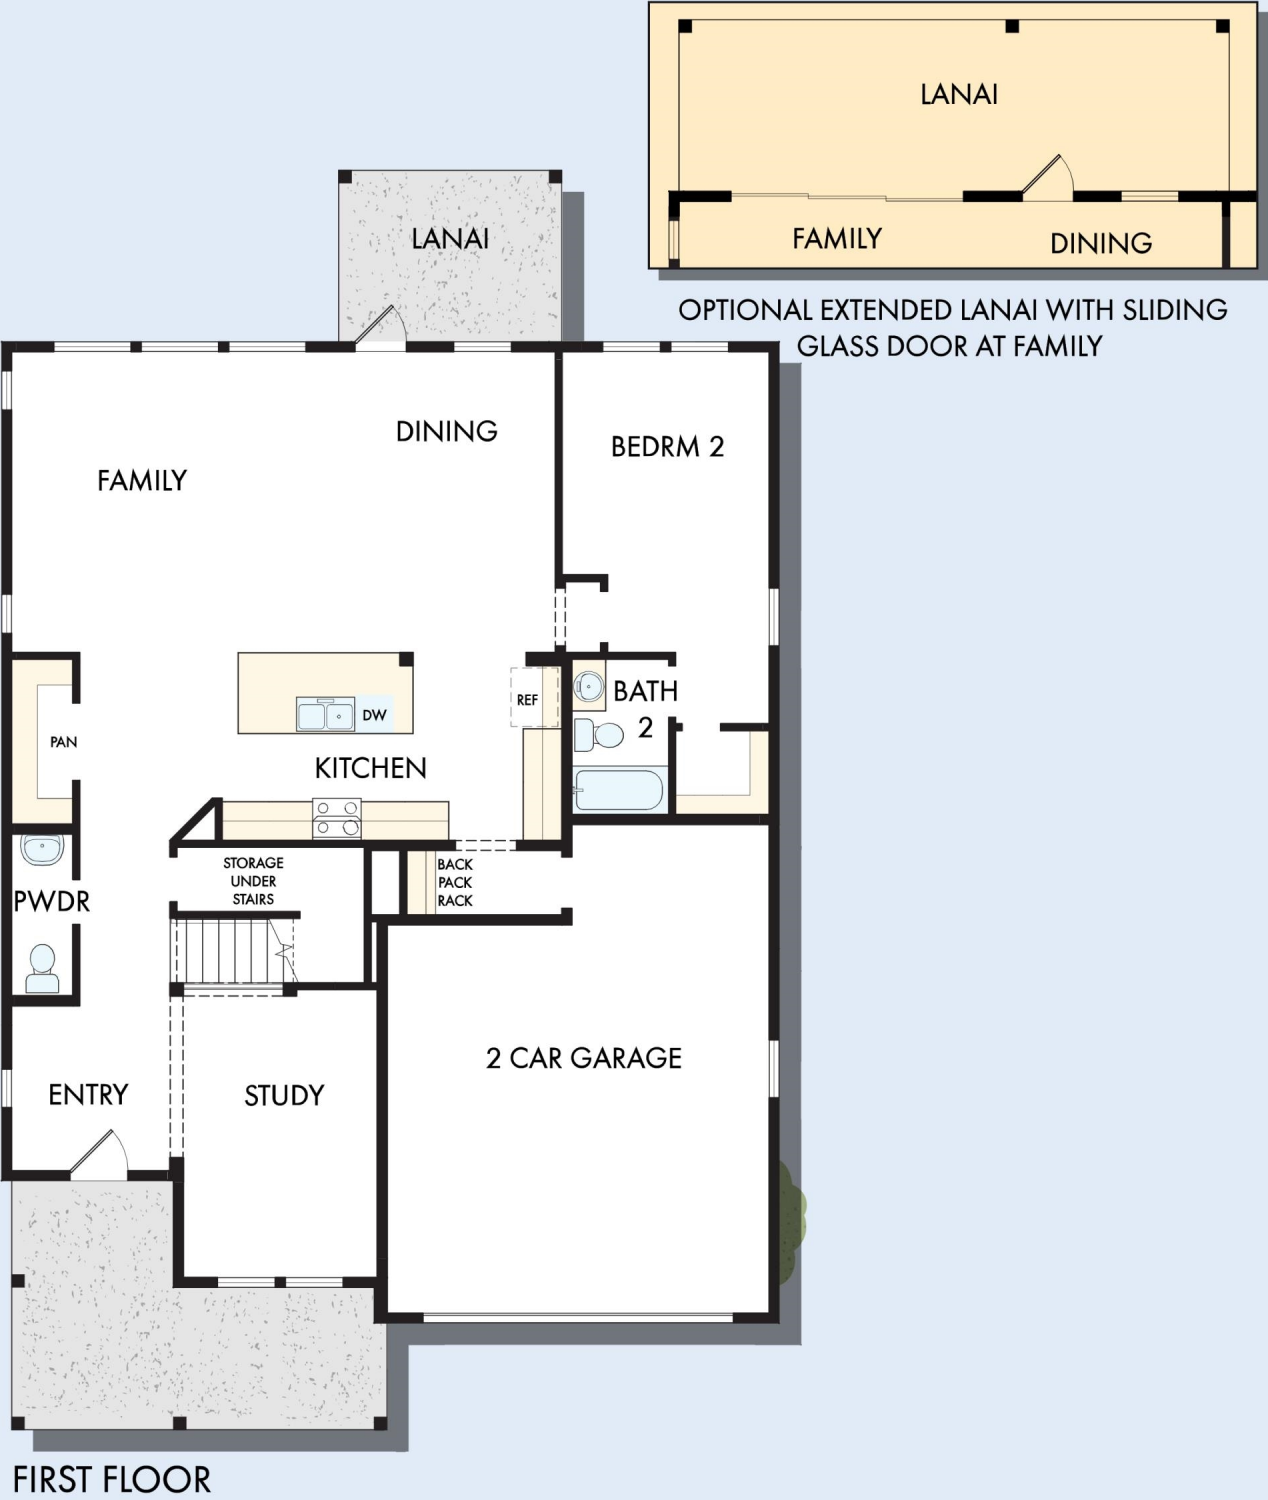 LANAI
FAMILY
DINING
OPTIONAL EXTENDED LANAI WITH SLIDING
GLASS DOOR AT FAMILY
LANAI
DINING
BEDRM 2
FAMILY
REF
BATH
2
DW
PAN
KITCHEN
STORAGE
UNDER
STAIRS
BACK
PACK
RACK
PWDR
2 CAR GARAGE
ENTRY
STUDY
FIRST FLOOR